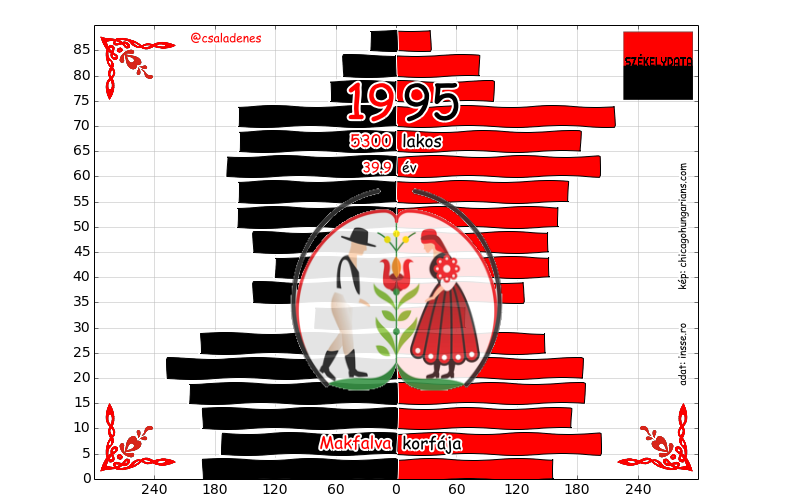 @csaladenes
SZÉKELYDATA
1995
5300 lakos
39.9 év
kép: chicagohungarians.com
adat: insse.ro
Makfalva korfája
85
80
75
70
65
60
55
50
45
40
35
30
25
20
15
10
5
0
240 180 120 60 0 60 120 180 240